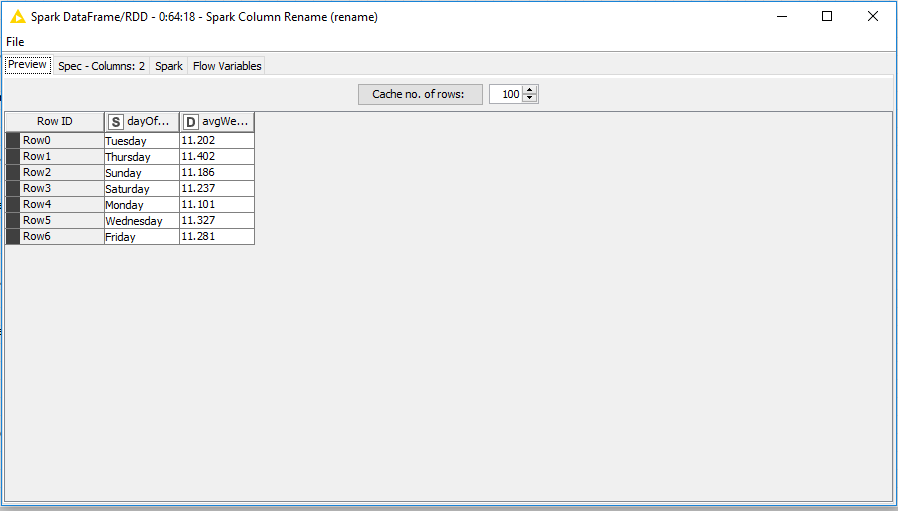 Spark DataFrame/RDD - 0:64:18 - Spark Column Rename (rename)
File
Preview Spec - Columns: 2 Spark Flow Variables
Cache no. of rows: 100
Row ID S dayOf... D avgWe...
Row0 Tuesday 11.202
Row1 Thursday 11.402
Row2 Sunday 11.186
Row3 Saturday 11.237
Row4 Monday 11.101
Row5 Wednesday 11.327
Row6 Friday 11.281